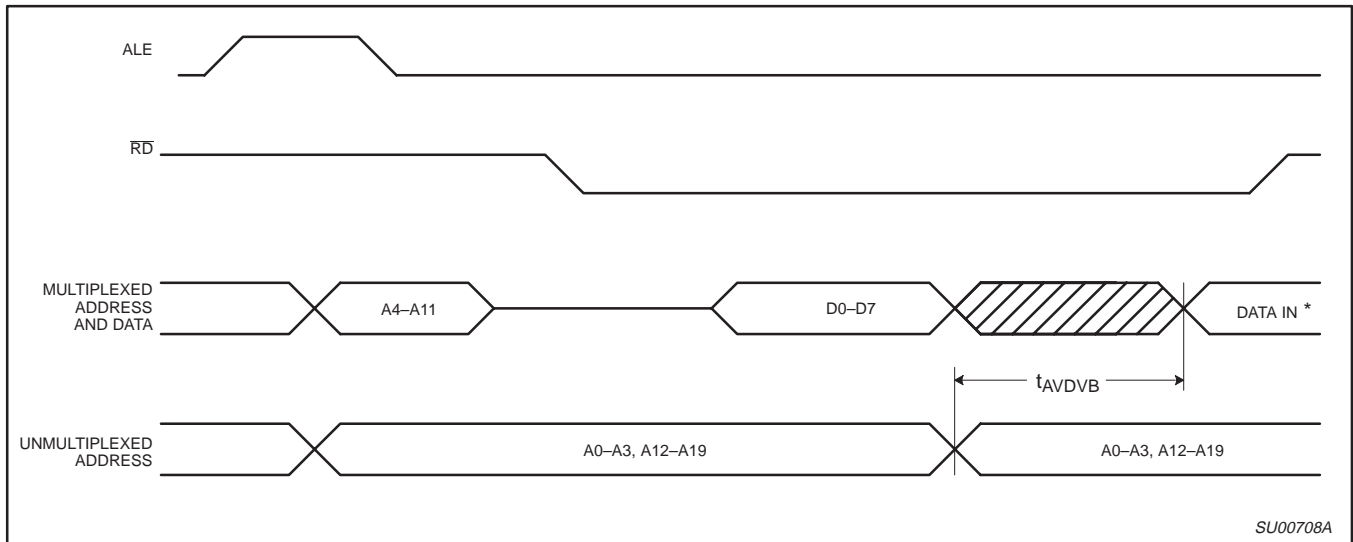 ALE
RD
MULTIPLEXED
ADDRESS
AND DATA
A4–A11
D0–D7
DATA IN *
tAVDVB
UNMULTIPLEXED
ADDRESS
A0–A3, A12–A19
A0–A3, A12–A19
SU00708A